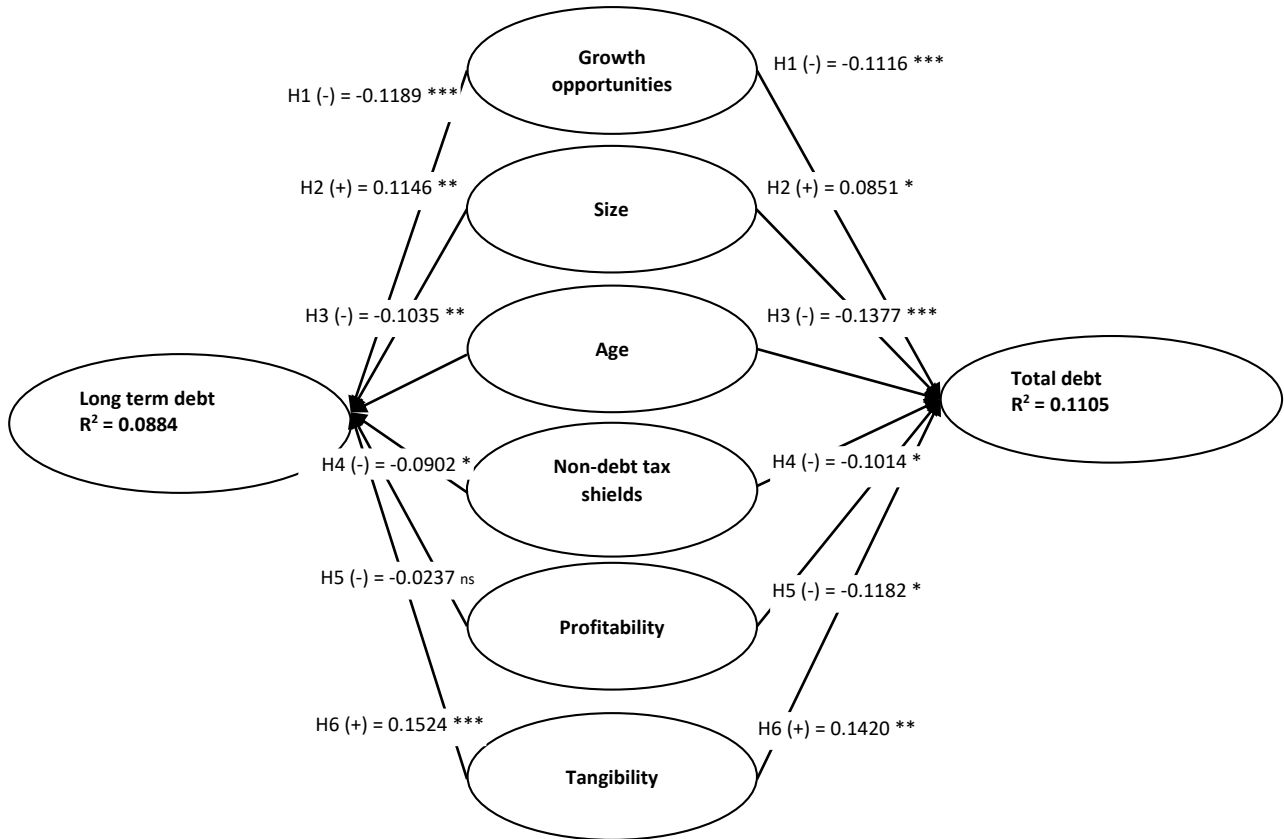 Growth
opportunities
H1 (-) = -0.1189 ***
H1 (-) = -0.1116 ***
H2 (+) = 0.1146 **
Size
H2 (+) = 0.0851 *
H3 (-) = -0.1035 **
Age
H3 (-) = -0.1377 ***
Long term debt
R² = 0.0884
Total debt
R² = 0.1105
H4 (-) = -0.0902 *
Non-debt tax
shields
H4 (-) = -0.1014 *
H5 (-) = -0.0237 ns
Profitability
H5 (-) = -0.1182 *
H6 (+) = 0.1524 ***
Tangibility
H6 (+) = 0.1420 **